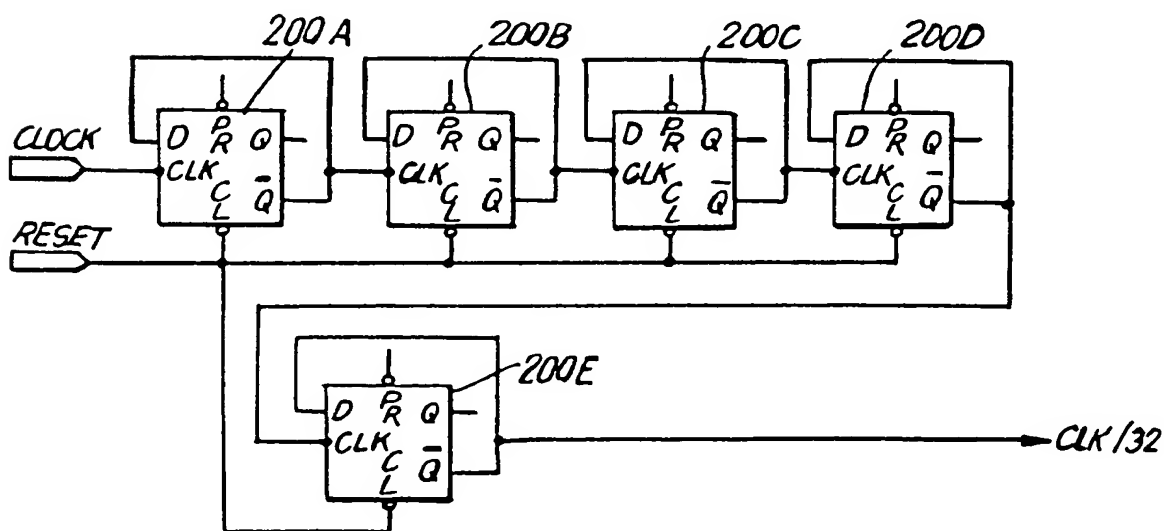 200A
200B
200C
200D
CLOCK
RESET
D PR Q
CLK
CL Q̅
D PR Q
CLK
CL Q̅
D PR Q
CLK
CL Q̅
D PR Q
CLK
CL Q̅
200E
D PR Q
CLK
CL Q̅
CLK/32